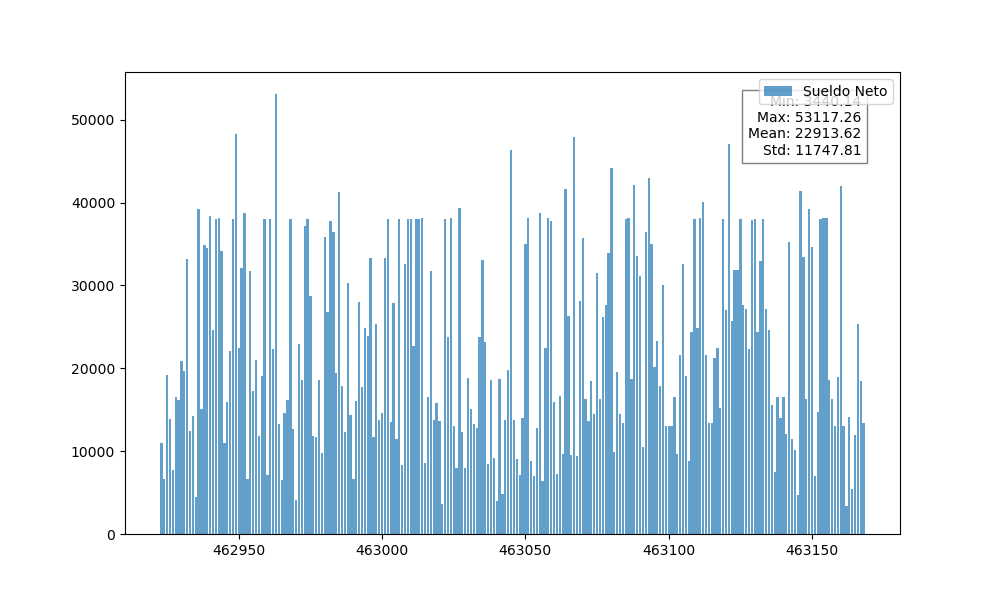 Sueldo Neto
Min: 3440.14
Max: 53117.26
Mean: 22913.62
Std: 11747.81
50000
40000
30000
20000
10000
0
462950 463000 463050 463100 463150